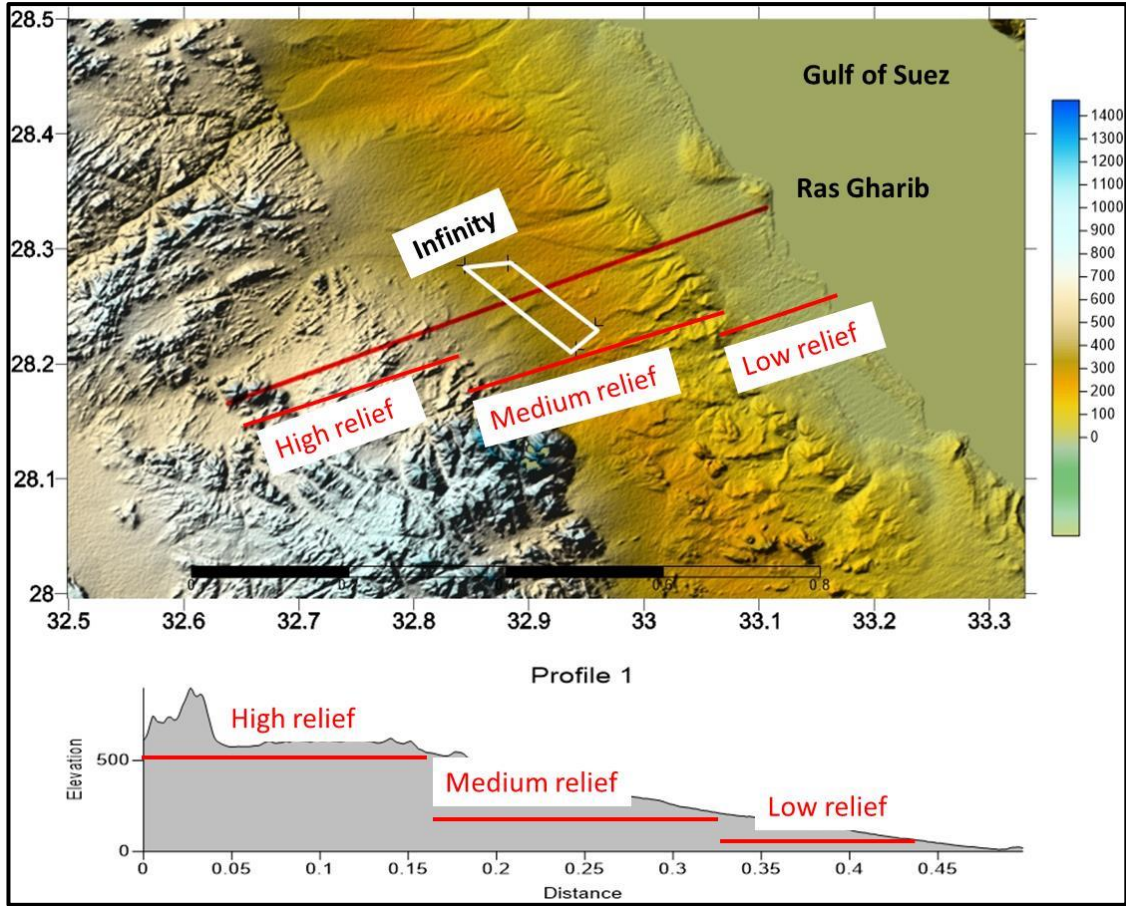 28.5
28.4
28.3
28.2
28.1
28
32.5 32.6 32.7 32.8 32.9 33 33.1 33.2 33.3
Gulf of Suez
Ras Gharib
Infinity
High relief
Medium relief
Low relief
0.8
1400
1300
1200
1100
1000
900
800
700
600
500
400
300
200
100
0
Profile 1
High relief
Medium relief
Low relief
Elevation
500
0
0 0.05 0.1 0.15 0.2 0.25 0.3 0.35 0.4 0.45
Distance